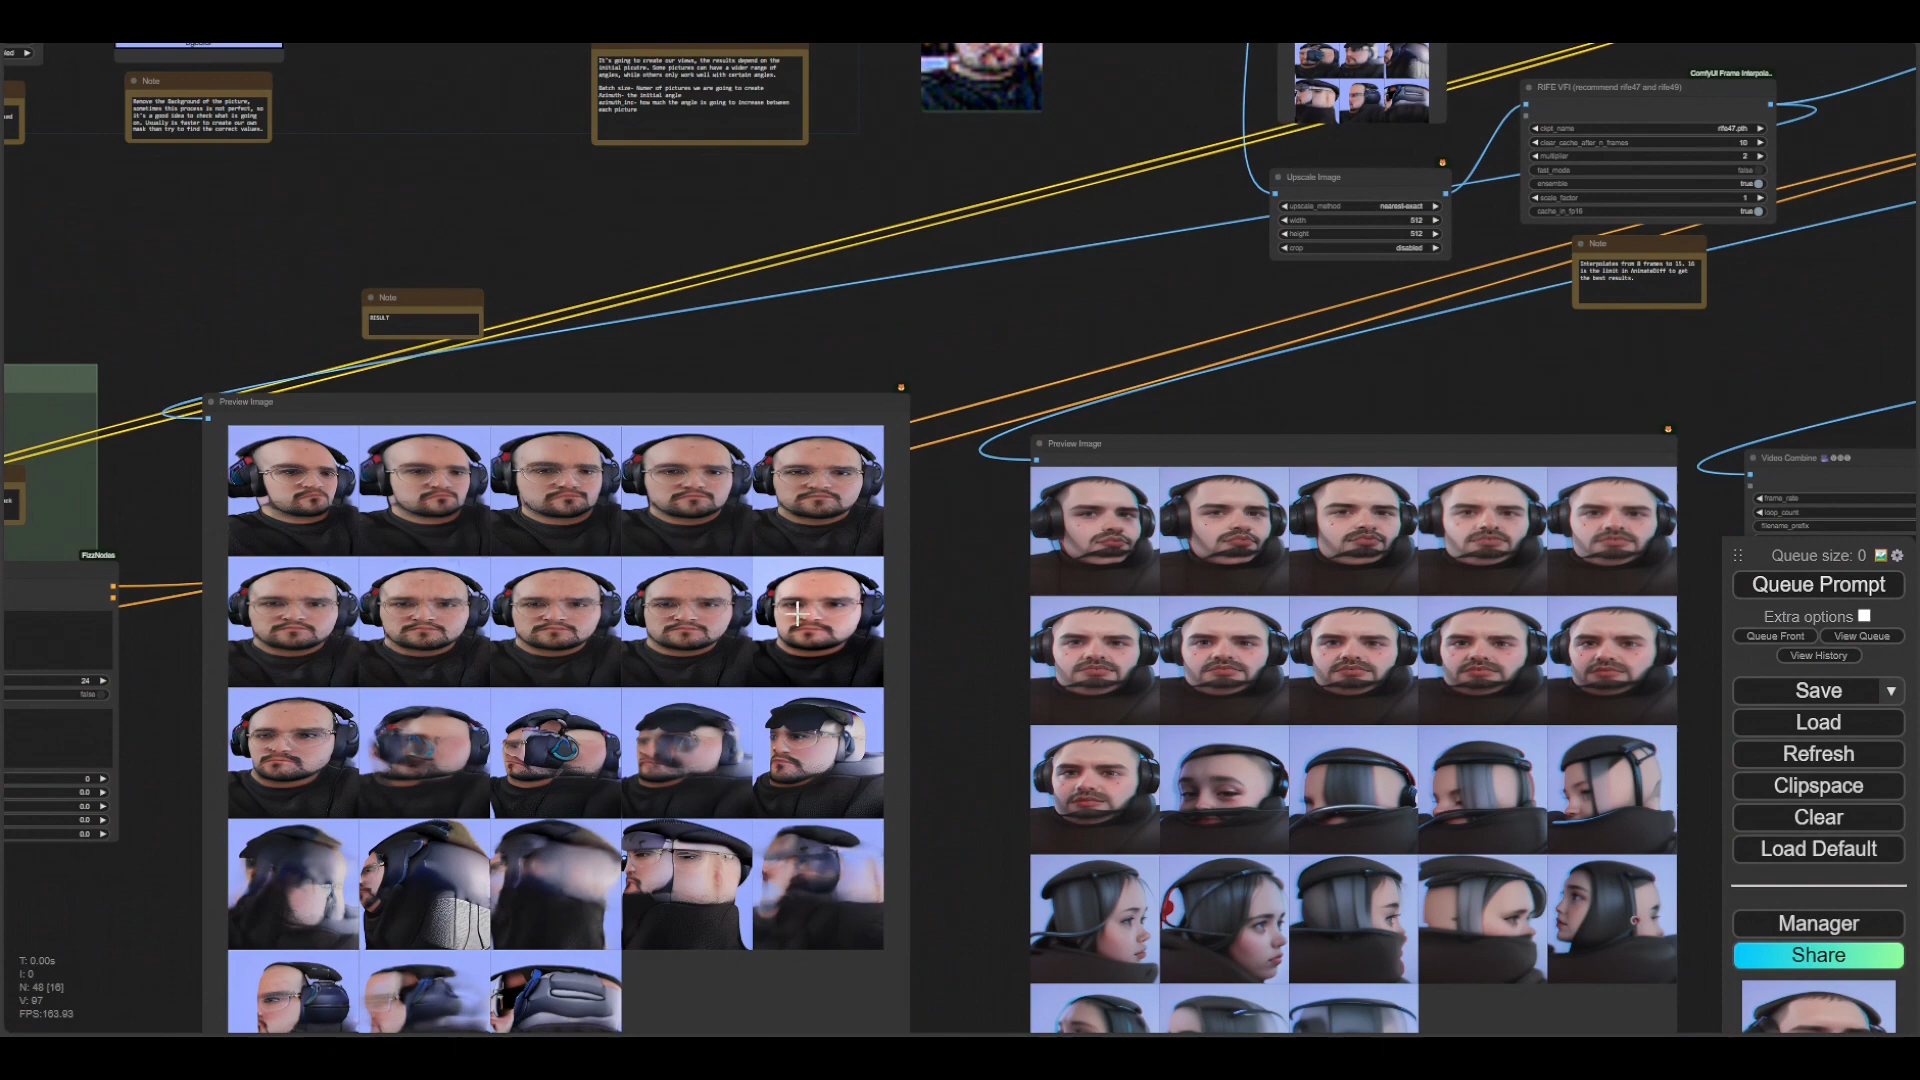 Note
Remove the Background of the picture,
sometimes this process is not perfect, so
it's a good idea to check what is going
on. Usually is faster to create our own
mask than try to find the correct values.
It's going to create our views, the results depend on the
initial picutre. Some pictures can have a wider range of
angles, while others only work well with certain angles.
Batch size- Numer of pictures we are going to create
Azimuth- the initial angle
azimuth_inc- how much the angle is going to increase between
each picture
ComfyUI Frame Interpola..
RIFE VFI (recommend rife47 and rife49)
ckpt_name rife47.pth
clear_cache_after_n_frames 10
multiplier 2
fast_mode false
ensemble true
scale_factor 1
cache_in_fp16 true
Upscale Image
upscale_method nearest-exact
width 512
height 512
crop disabled
Note
Interpolates from 8 frames to 15. 16
is the limit in AnimateDiff to get
the best results.
Note
RESULT
Preview Image
Preview Image
Video Combine
frame_rate
loop_count
filename_prefix
FizzNodes
24
false
0
0.0
0.0
0.0
0.0
Queue size: 0
Queue Prompt
Extra options
Queue Front View Queue
View History
Save
Load
Refresh
Clipspace
Clear
Load Default
Manager
Share
T: 0.00s
I: 0
N: 48 [16]
V: 97
FPS:163.93